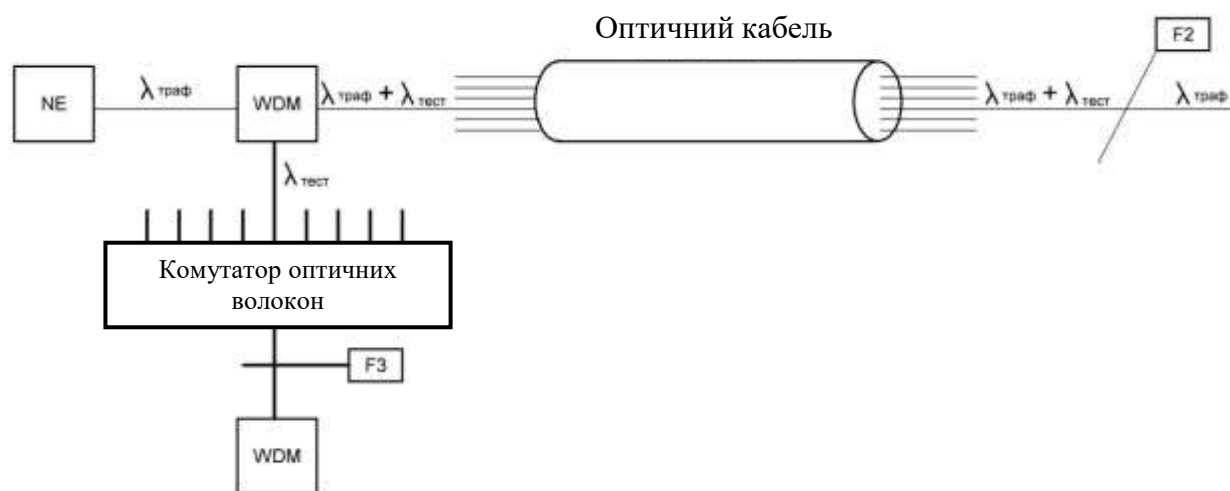 Оптичний кабель
F2
NE
λ траф
WDM
λ траф + λ тест
λ траф + λ тест
λ траф
λ тест
Комутатор оптичних
волокон
F3
WDM